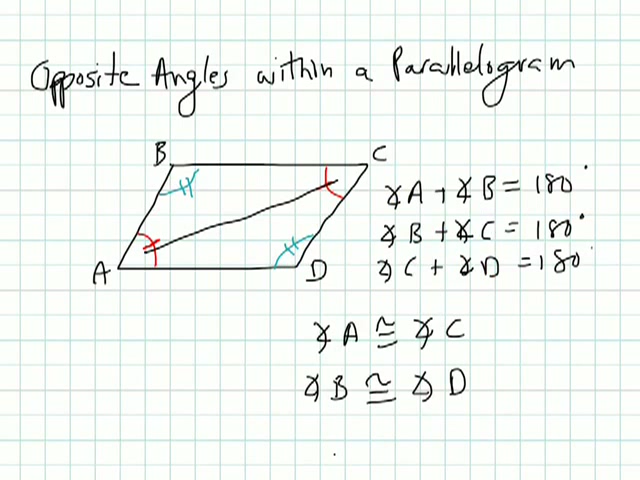 Opposite Angles within a Parallelogram
B C
∡A + ∡B = 180°
∡B + ∡C = 180°
∡C + ∡D = 180°
A D
∡A ≅ ∡C
∡B ≅ ∡D